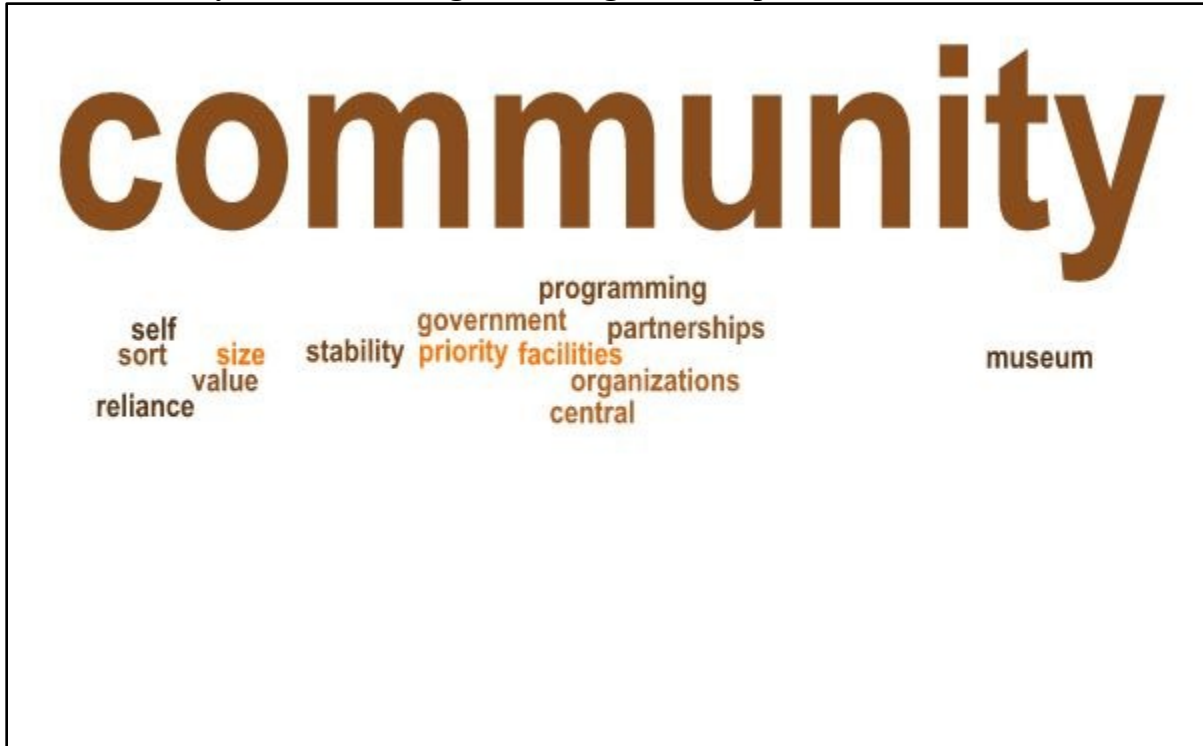 community
programming
government
partnerships
self
sort
size
stability
priority
facilities
museum
value
organizations
reliance
central